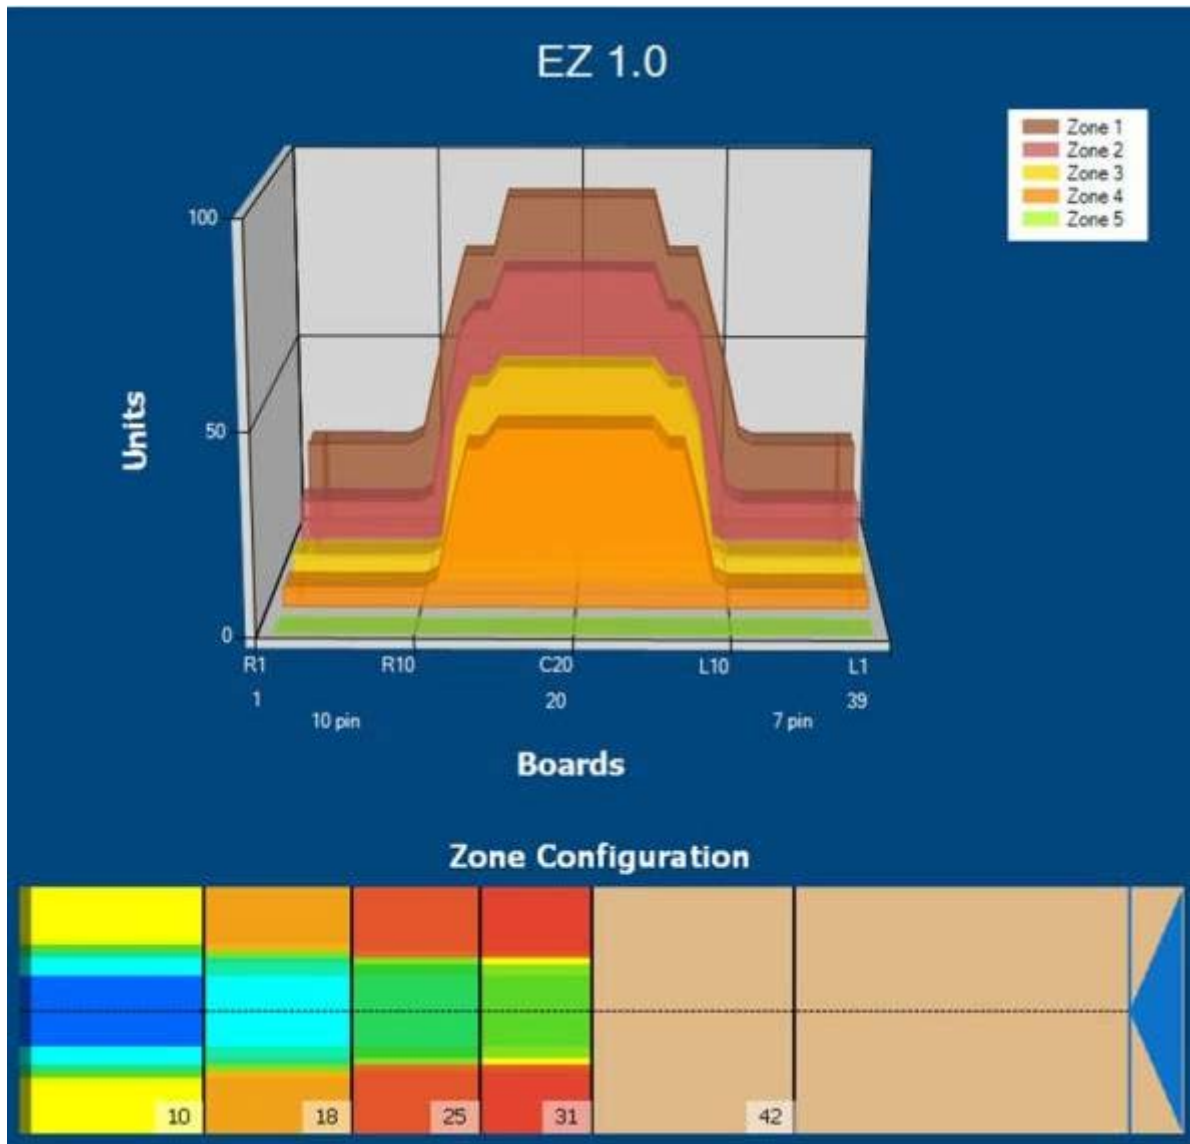 EZ 1.0
Zone 1
Zone 2
Zone 3
Zone 4
Zone 5
100
50
0
Units
R1 R10 C20 L10 L1
1 20 39
10 pin 7 pin
Boards
Zone Configuration
10 18 25 31 42